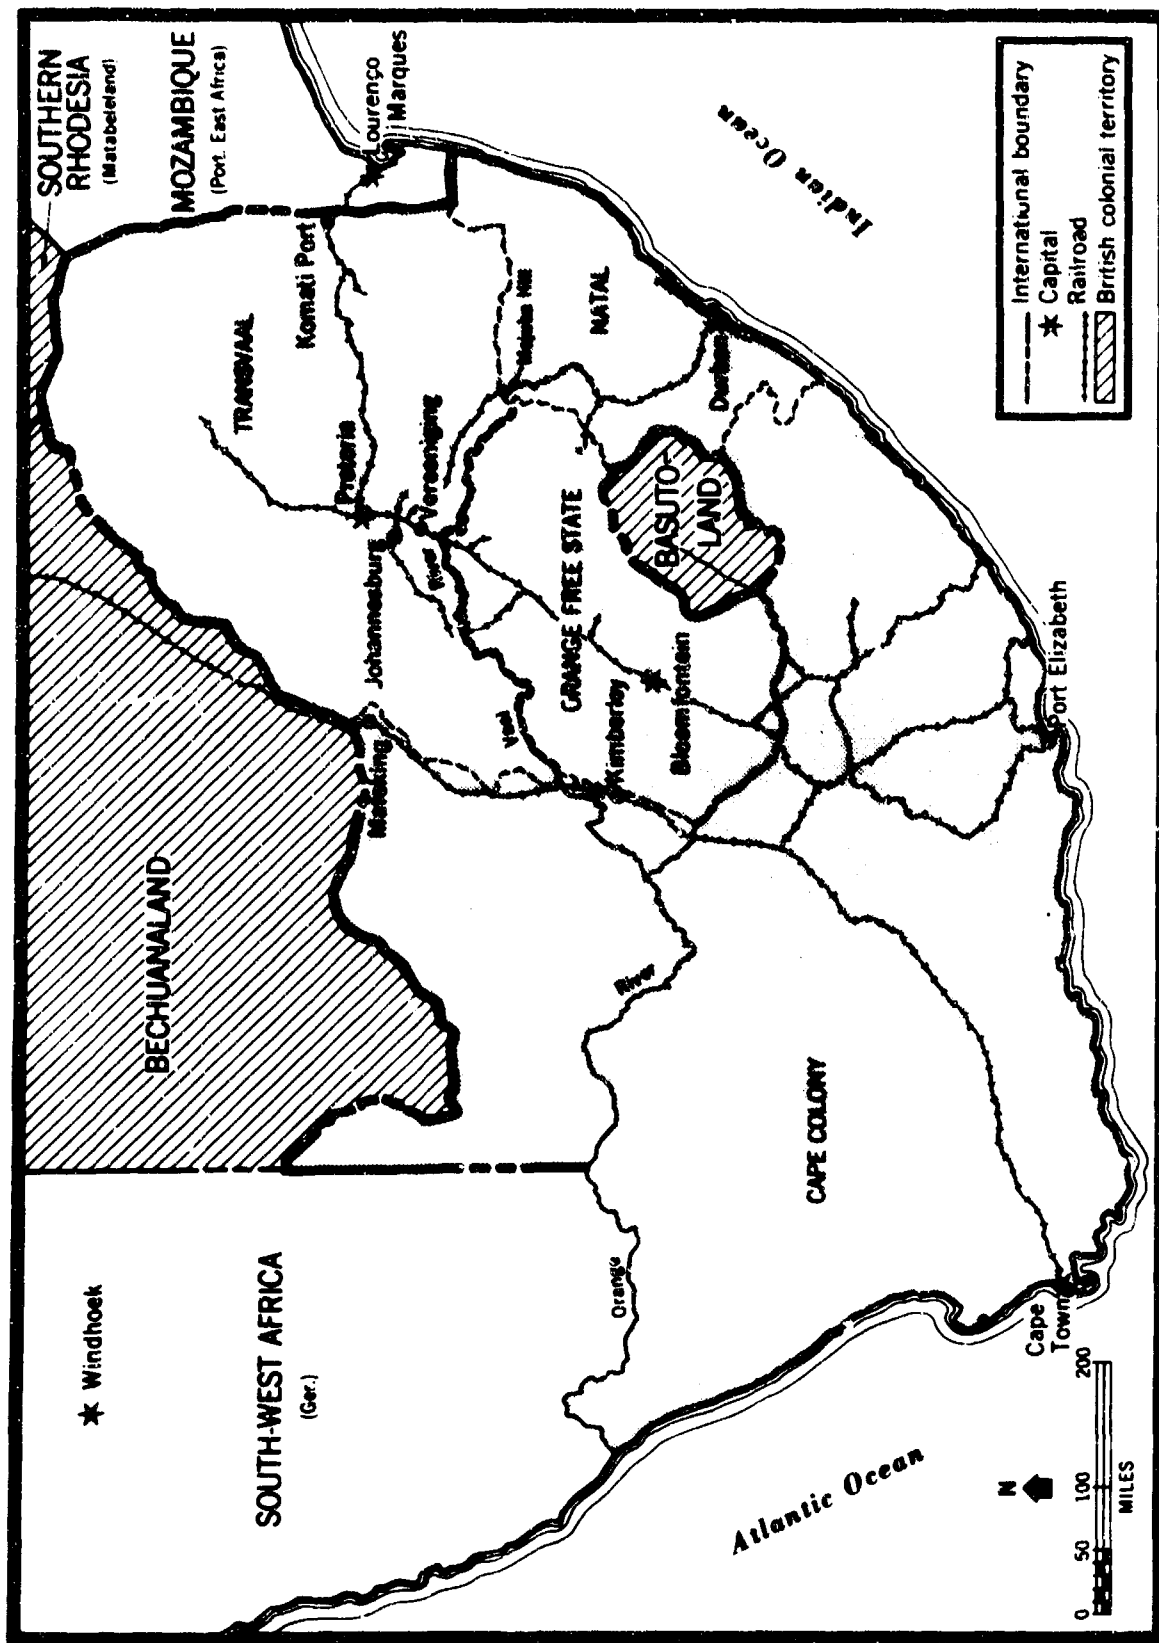 SOUTHERN
RHODESIA
(Matabeleland)
MOZAMBIQUE
(Port. East Africa)
Lourenço
Marques
Komati Port
TRANSVAAL
Pretoria
Johannesburg
Vereeniging
Majuba Hill
NATAL
Durban
Mafeking
BECHUANALAND
Windhoek
SOUTH-WEST AFRICA
(Ger.)
Vaal
River
ORANGE FREE STATE
BASUTO-
LAND
Kimberley
Bloemfontein
Orange
River
CAPE COLONY
Port Elizabeth
Cape
Town
Atlantic Ocean
Indian Ocean
N
0 50 100 200
MILES
International boundary
Capital
Railroad
British colonial territory